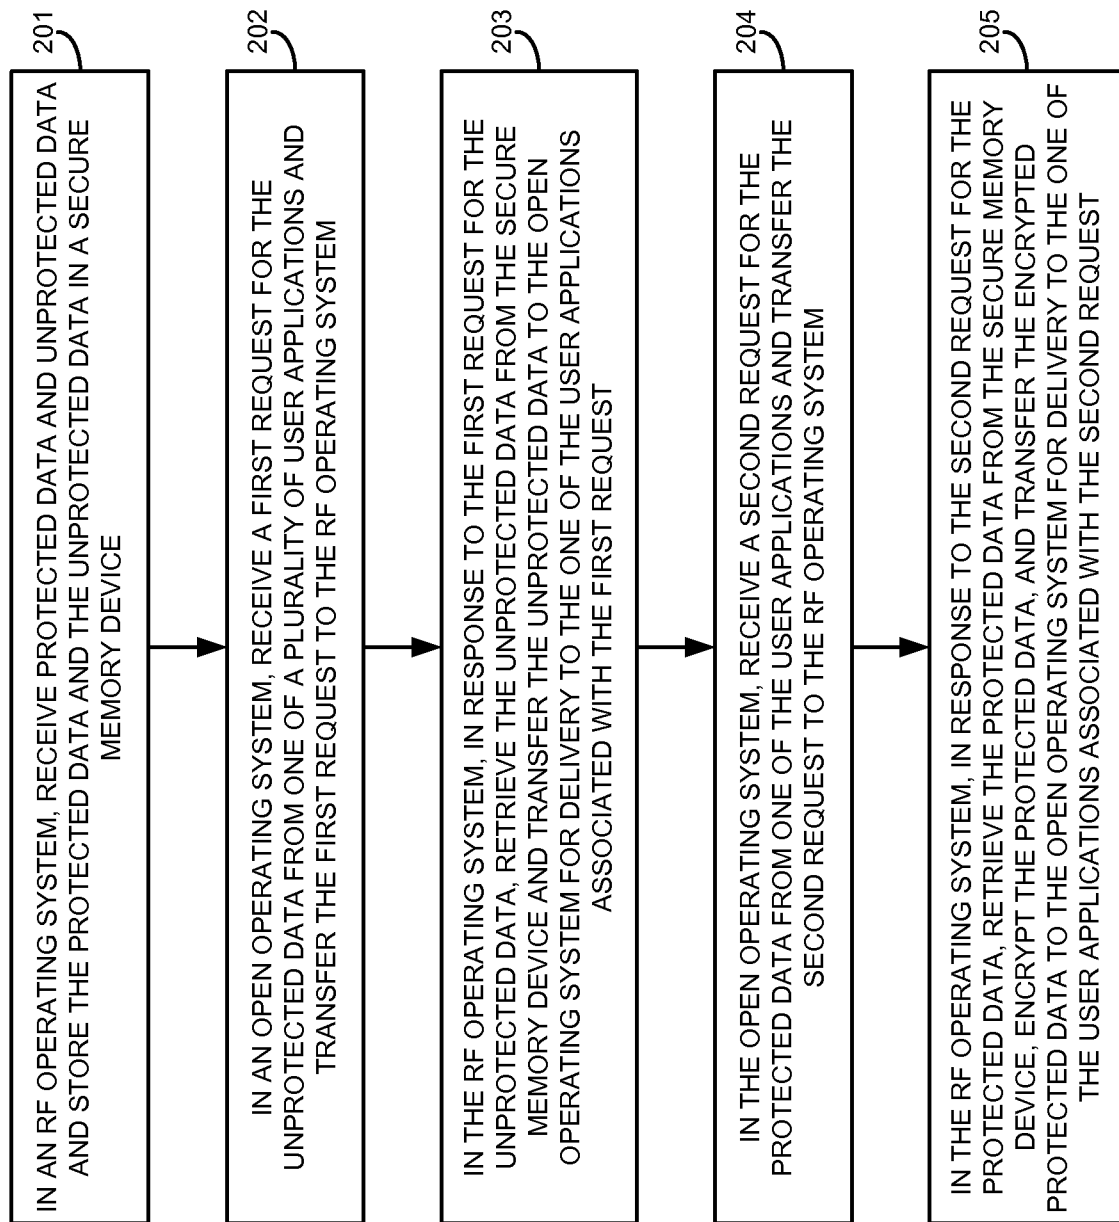 201
IN AN RF OPERATING SYSTEM, RECEIVE PROTECTED DATA AND UNPROTECTED DATA
AND STORE THE PROTECTED DATA AND THE UNPROTECTED DATA IN A SECURE
MEMORY DEVICE
202
IN AN OPEN OPERATING SYSTEM, RECEIVE A FIRST REQUEST FOR THE
UNPROTECTED DATA FROM ONE OF A PLURALITY OF USER APPLICATIONS AND
TRANSFER THE FIRST REQUEST TO THE RF OPERATING SYSTEM
203
IN THE RF OPERATING SYSTEM, IN RESPONSE TO THE FIRST REQUEST FOR THE
UNPROTECTED DATA, RETRIEVE THE UNPROTECTED DATA FROM THE SECURE
MEMORY DEVICE AND TRANSFER THE UNPROTECTED DATA TO THE OPEN
OPERATING SYSTEM FOR DELIVERY TO THE ONE OF THE USER APPLICATIONS
ASSOCIATED WITH THE FIRST REQUEST
204
IN THE OPEN OPERATING SYSTEM, RECEIVE A SECOND REQUEST FOR THE
PROTECTED DATA FROM ONE OF THE USER APPLICATIONS AND TRANSFER THE
SECOND REQUEST TO THE RF OPERATING SYSTEM
205
IN THE RF OPERATING SYSTEM, IN RESPONSE TO THE SECOND REQUEST FOR THE
PROTECTED DATA, RETRIEVE THE PROTECTED DATA FROM THE SECURE MEMORY
DEVICE, ENCRYPT THE PROTECTED DATA, AND TRANSFER THE ENCRYPTED
PROTECTED DATA TO THE OPEN OPERATING SYSTEM FOR DELIVERY TO THE ONE OF
THE USER APPLICATIONS ASSOCIATED WITH THE SECOND REQUEST